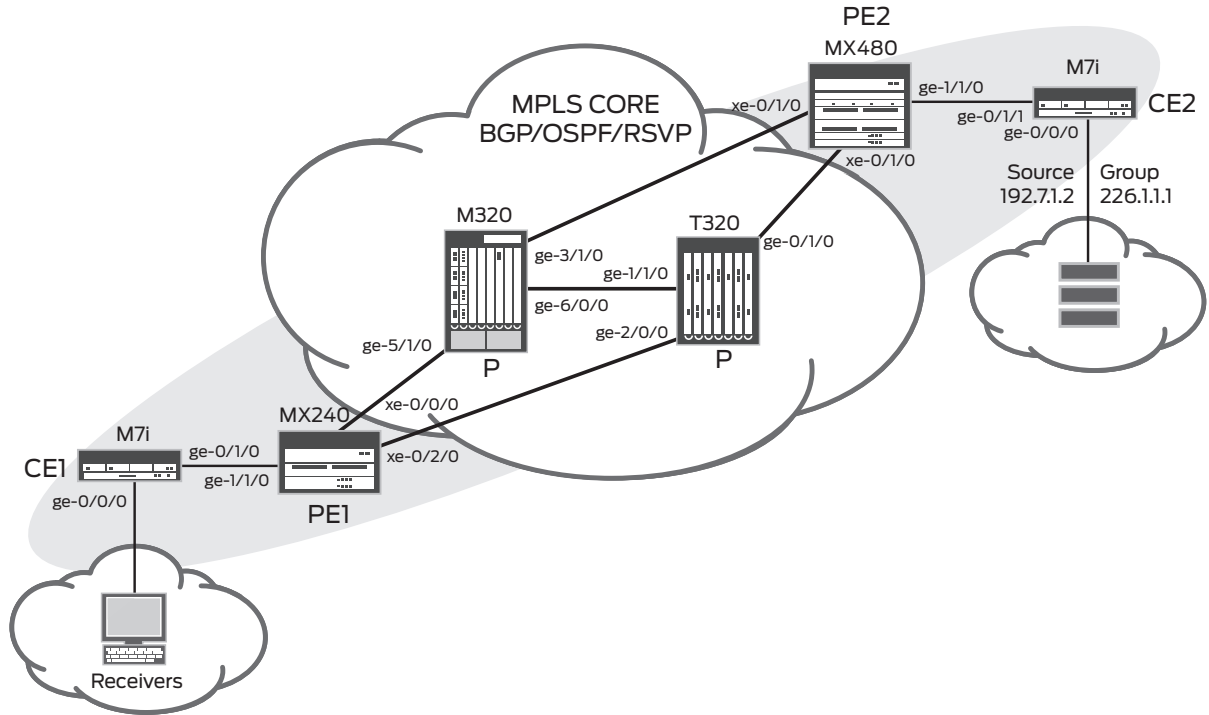 PE2
MX480
M7i
CE2
ge-1/1/0
ge-0/1/1
ge-0/0/0
xe-0/1/0
xe-0/1/0
MPLS CORE
BGP/OSPF/RSVP
Source
192.7.1.2
Group
226.1.1.1
M320
T320
ge-3/1/0
ge-0/1/0
ge-1/1/0
ge-6/0/0
ge-2/0/0
ge-5/1/0
P
P
xe-0/0/0
MX240
xe-0/2/0
M7i
CE1
ge-0/1/0
ge-1/1/0
ge-0/0/0
PE1
Receivers